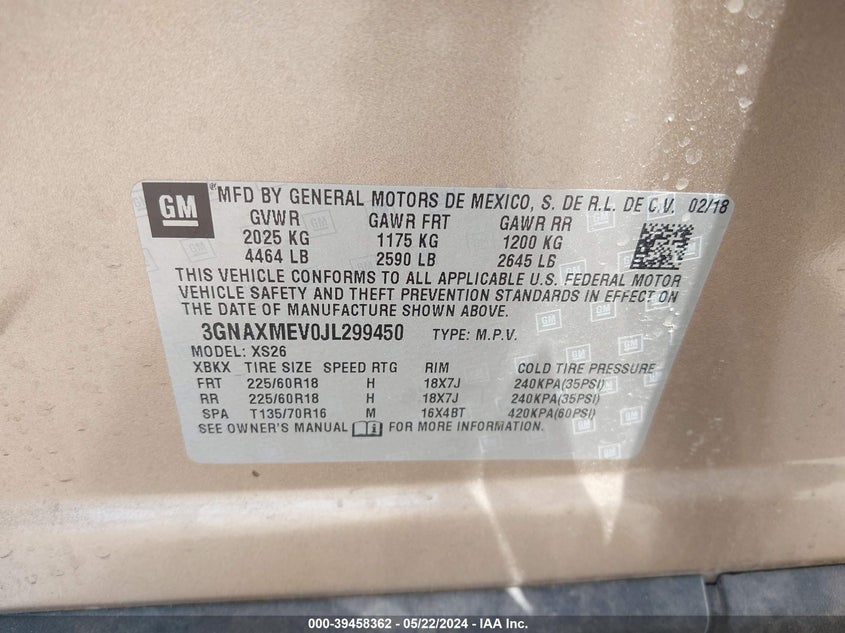 GM
MFD BY GENERAL MOTORS DE MEXICO, S. DE R.L. DE C.V. 02/18
GVWR GAWR FRT GAWR RR
2025 KG 1175 KG 1200 KG
4464 LB 2590 LB 2645 LB
THIS VEHICLE CONFORMS TO ALL APPLICABLE U.S. FEDERAL MOTOR
VEHICLE SAFETY AND THEFT PREVENTION STANDARDS IN EFFECT ON
THE DATE OF MANUFACTURE SHOWN ABOVE.
3GNAXMEV0JL299450 TYPE: M.P.V.
MODEL: XS26
XBKX TIRE SIZE SPEED RTG RIM COLD TIRE PRESSURE
FRT 225/60R18 H 18X7J 240KPA(35PSI)
RR 225/60R18 H 18X7J 240KPA(35PSI)
SPA T135/70R16 M 16X4BT 420KPA(60PSI)
SEE OWNER'S MANUAL i FOR MORE INFORMATION.
000-39458362 - 05/22/2024 - IAA Inc.